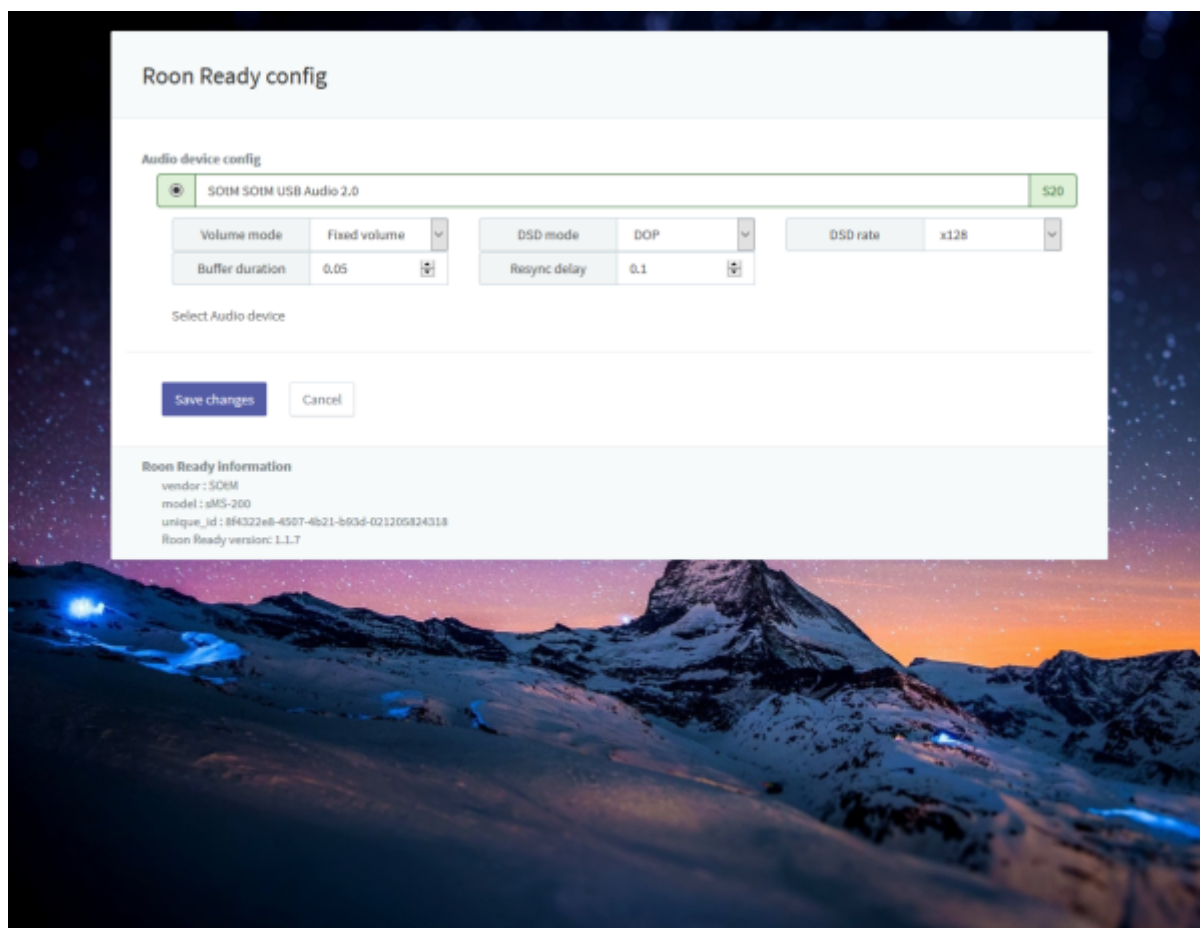 Roon Ready config
Audio device config
SOtM SOtM USB Audio 2.0 S20
Volume mode Fixed volume DSD mode DOP DSD rate x128
Buffer duration 0.05 Resync delay 0.1
Select Audio device
Save changes Cancel
Roon Ready information
vendor : SOtM
model : sMS-200
unique_id : 8f4322e8-4507-4b21-b93d-021205824318
Roon Ready version: 1.1.7